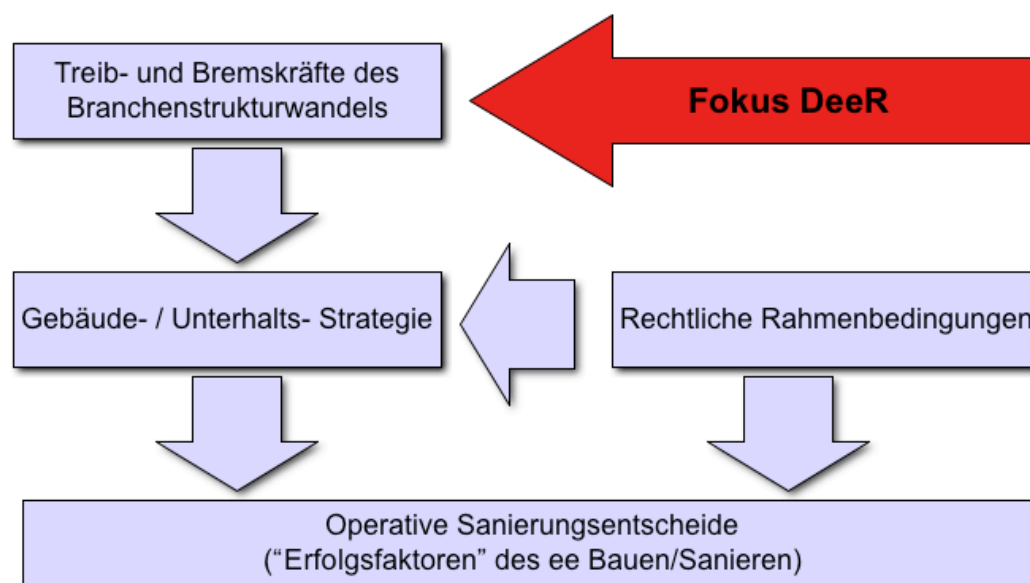 Treib- und Bremskräfte des
Branchenstrukturwandels
Fokus DeeR
Gebäude- / Unterhalts- Strategie
Rechtliche Rahmenbedingungen
Operative Sanierungsentscheide
(“Erfolgsfaktoren” des ee Bauen/Sanieren)